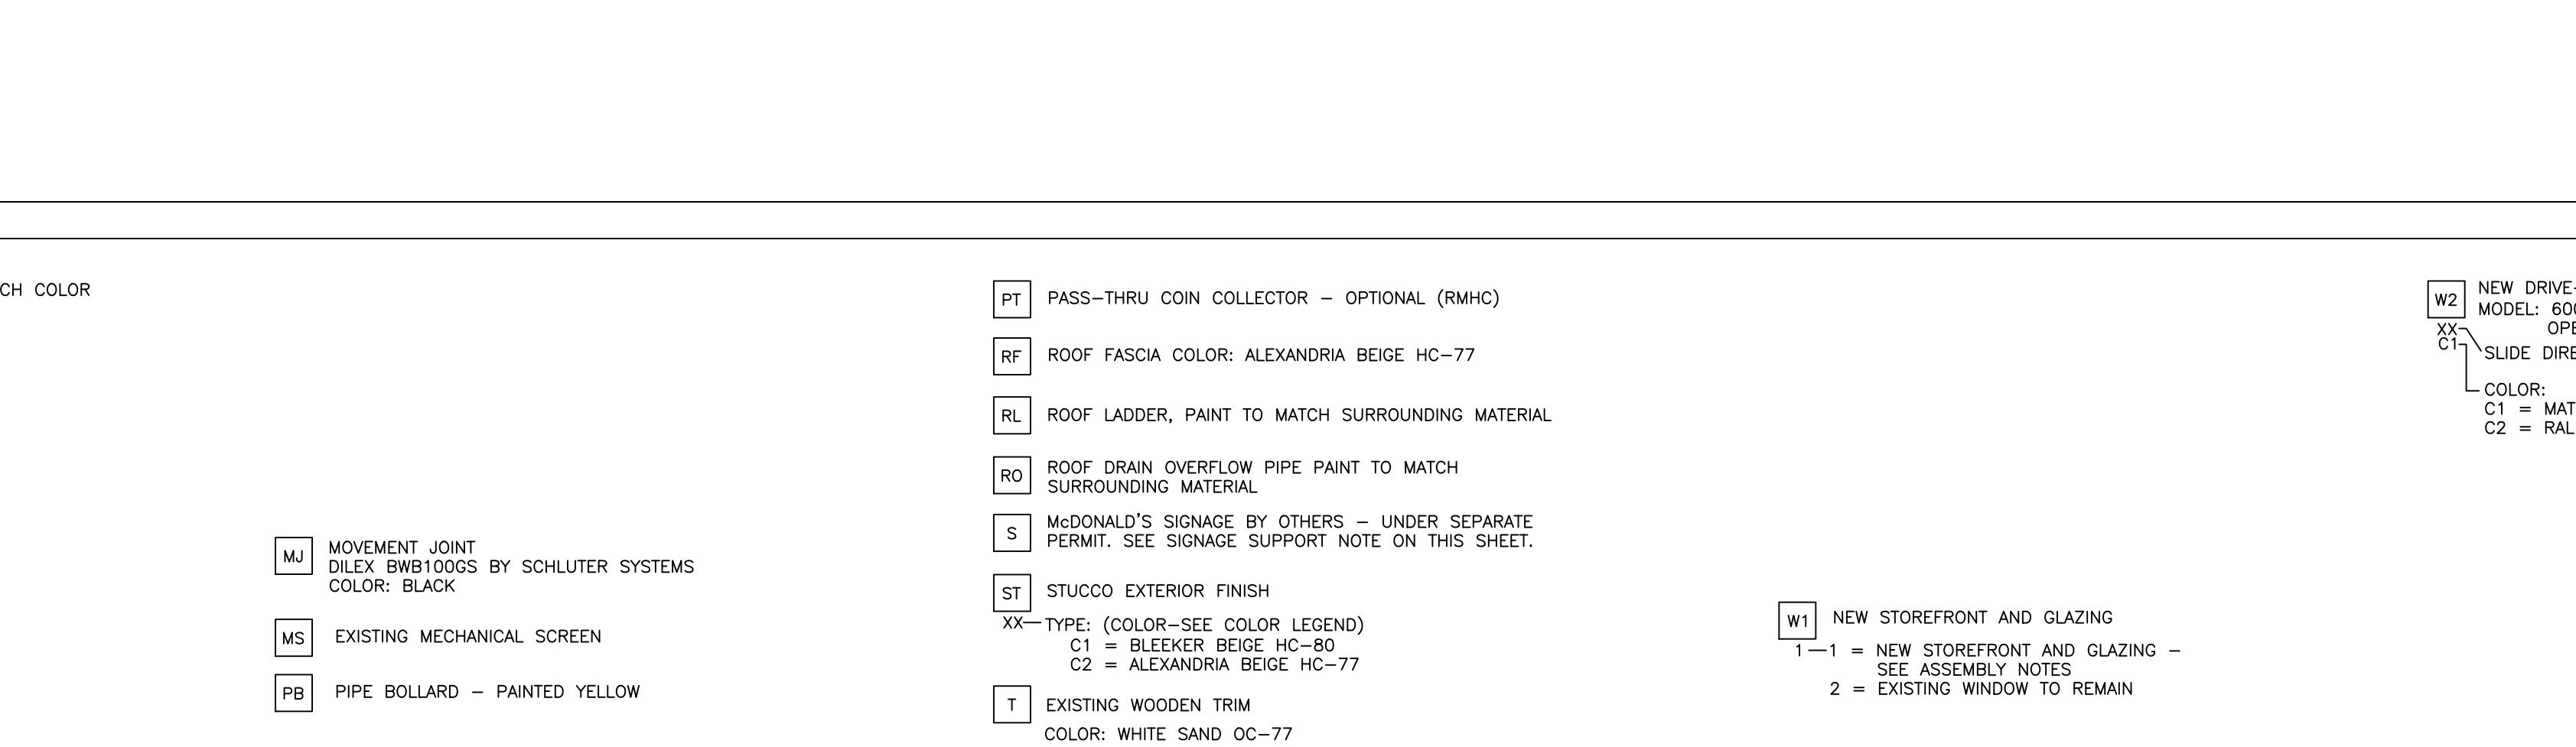 CH COLOR
MJ MOVEMENT JOINT
DILEX BWB100GS BY SCHLUTER SYSTEMS
COLOR: BLACK
MS EXISTING MECHANICAL SCREEN
PB PIPE BOLLARD – PAINTED YELLOW
PT PASS–THRU COIN COLLECTOR – OPTIONAL (RMHC)
RF ROOF FASCIA COLOR: ALEXANDRIA BEIGE HC–77
RL ROOF LADDER, PAINT TO MATCH SURROUNDING MATERIAL
RO ROOF DRAIN OVERFLOW PIPE PAINT TO MATCH
SURROUNDING MATERIAL
S McDONALD'S SIGNAGE BY OTHERS – UNDER SEPARATE
PERMIT. SEE SIGNAGE SUPPORT NOTE ON THIS SHEET.
ST STUCCO EXTERIOR FINISH
XX TYPE: (COLOR–SEE COLOR LEGEND)
C1 = BLEEKER BEIGE HC–80
C2 = ALEXANDRIA BEIGE HC–77
T EXISTING WOODEN TRIM
COLOR: WHITE SAND OC–77
W1 NEW STOREFRONT AND GLAZING
1 1 = NEW STOREFRONT AND GLAZING –
SEE ASSEMBLY NOTES
2 = EXISTING WINDOW TO REMAIN
W2 NEW DRIVE-
MODEL: 600
OPE
XX SLIDE DIRE
C1 COLOR:
C1 = MAT
C2 = RAL